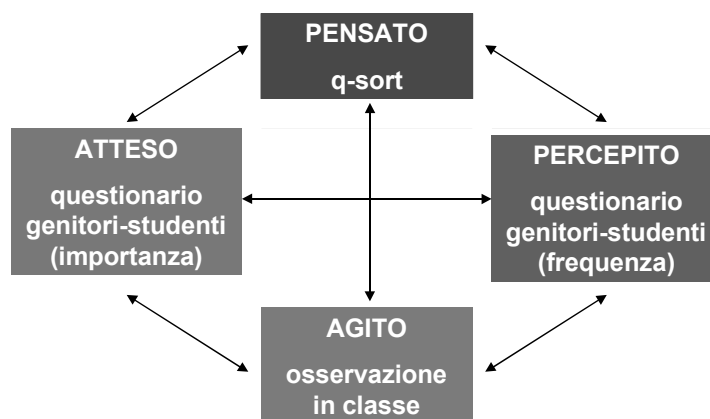 PENSATO
q-sort
ATTESO
questionario
genitori-studenti
(importanza)
PERCEPITO
questionario
genitori-studenti
(frequenza)
AGITO
osservazione
in classe